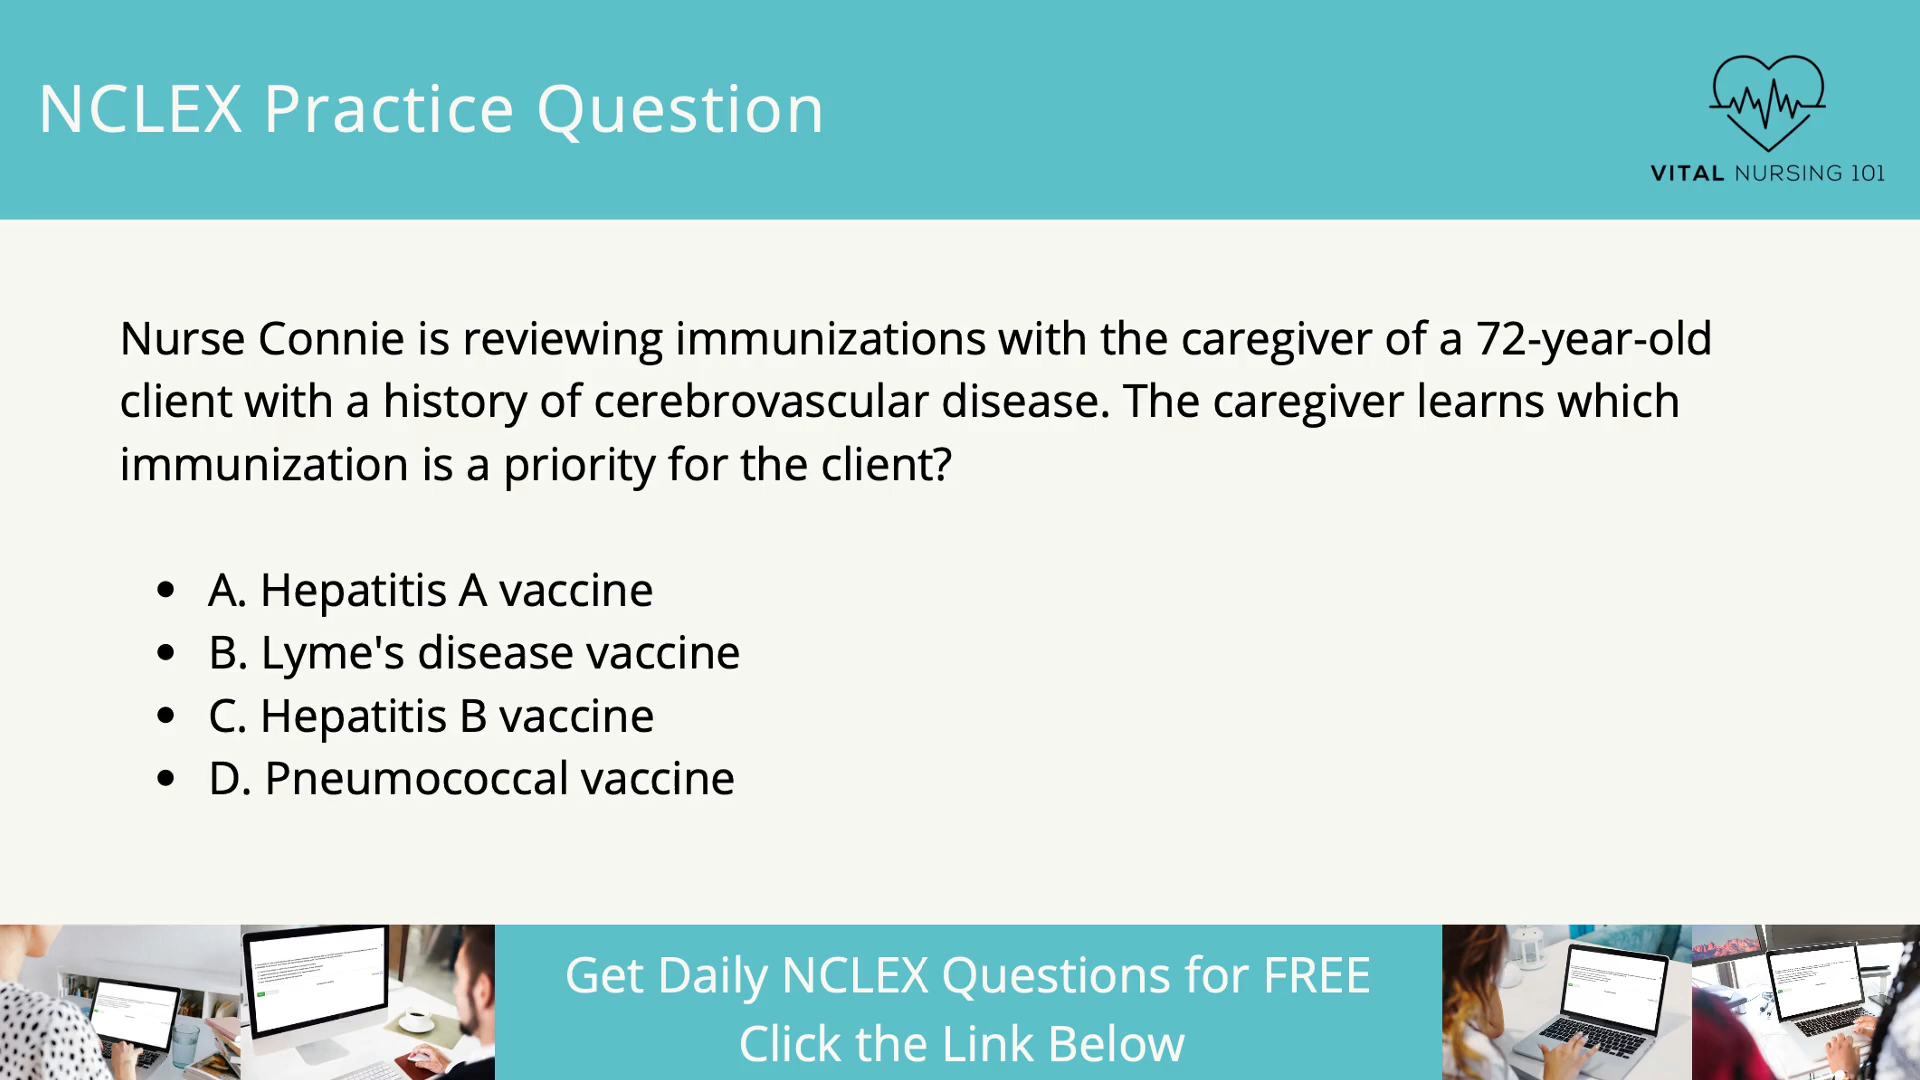 NCLEX Practice Question
VITAL NURSING 101
Nurse Connie is reviewing immunizations with the caregiver of a 72-year-old
client with a history of cerebrovascular disease. The caregiver learns which
immunization is a priority for the client?
• A. Hepatitis A vaccine
• B. Lyme's disease vaccine
• C. Hepatitis B vaccine
• D. Pneumococcal vaccine
Get Daily NCLEX Questions for FREE
Click the Link Below